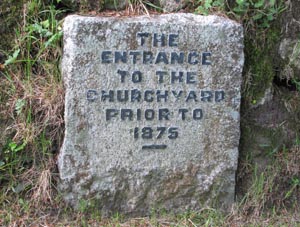 THE
ENTRANCE
TO THE
CHURCHYARD
PRIOR TO
1875